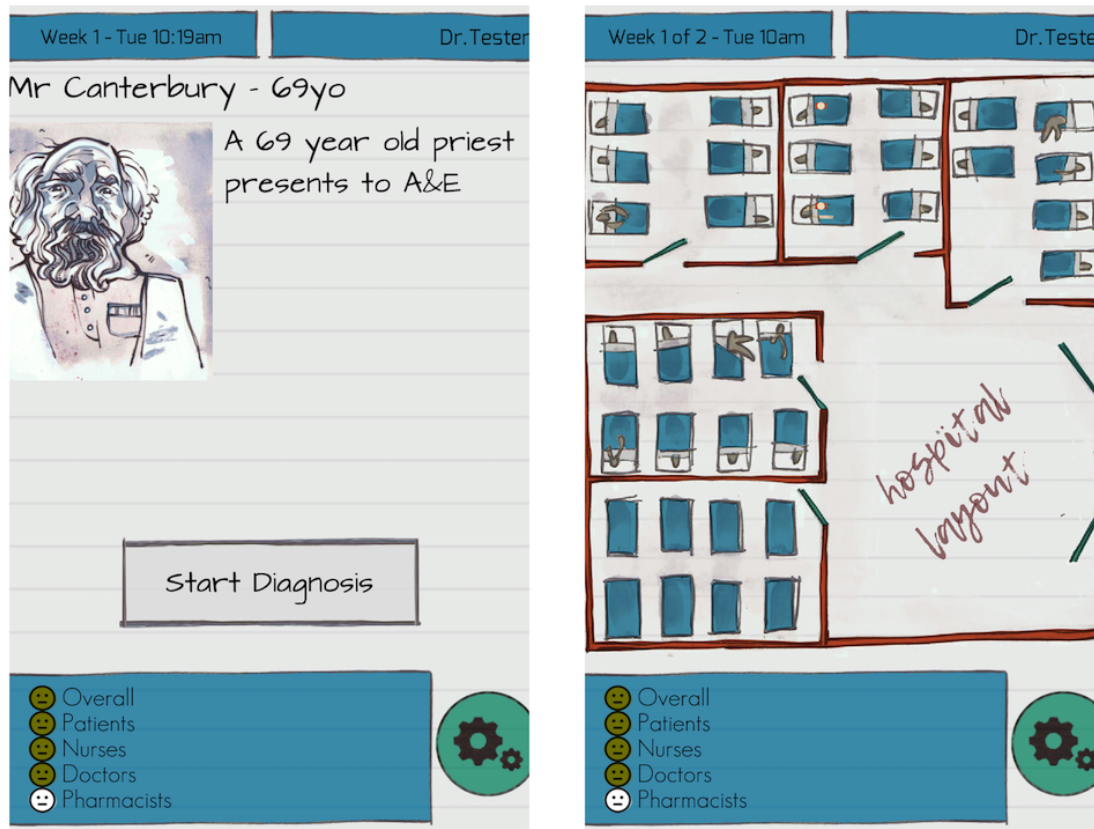 Week 1 - Tue 10:19am
Dr.Tester
Mr Canterbury - 69yo
A 69 year old priest
presents to A&E
Start Diagnosis
Overall
Patients
Nurses
Doctors
Pharmacists
Week 1 of 2 - Tue 10am
Dr.Teste
hospital
layout
Overall
Patients
Nurses
Doctors
Pharmacists